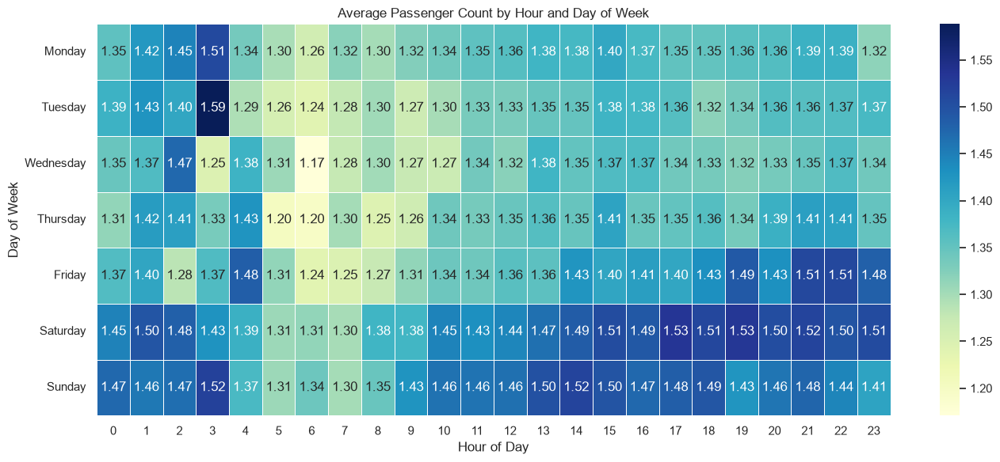 Average Passenger Count by Hour and Day of Week
Monday 1.35 1.42 1.45 1.51 1.34 1.30 1.26 1.32 1.30 1.32 1.34 1.35 1.36 1.38 1.38 1.40 1.37 1.35 1.35 1.36 1.36 1.39 1.39 1.32
Tuesday 1.39 1.43 1.40 1.59 1.29 1.26 1.24 1.28 1.30 1.27 1.30 1.33 1.33 1.35 1.35 1.38 1.38 1.36 1.32 1.34 1.36 1.36 1.37 1.37
Wednesday 1.35 1.37 1.47 1.25 1.38 1.31 1.17 1.28 1.30 1.27 1.27 1.34 1.32 1.38 1.35 1.37 1.37 1.34 1.33 1.32 1.33 1.35 1.37 1.34
Thursday 1.31 1.42 1.41 1.33 1.43 1.20 1.20 1.30 1.25 1.26 1.34 1.33 1.35 1.36 1.35 1.41 1.35 1.35 1.36 1.34 1.39 1.41 1.41 1.35
Friday 1.37 1.40 1.28 1.37 1.48 1.31 1.24 1.25 1.27 1.31 1.34 1.34 1.36 1.36 1.43 1.40 1.41 1.40 1.43 1.49 1.43 1.51 1.51 1.48
Saturday 1.45 1.50 1.48 1.43 1.39 1.31 1.31 1.30 1.38 1.38 1.45 1.43 1.44 1.47 1.49 1.51 1.49 1.53 1.51 1.53 1.50 1.52 1.50 1.51
Sunday 1.47 1.46 1.47 1.52 1.37 1.31 1.34 1.30 1.35 1.43 1.46 1.46 1.46 1.50 1.52 1.50 1.47 1.48 1.49 1.43 1.46 1.48 1.44 1.41
0 1 2 3 4 5 6 7 8 9 10 11 12 13 14 15 16 17 18 19 20 21 22 23
Hour of Day
Day of Week
1.55
1.50
1.45
1.40
1.35
1.30
1.25
1.20